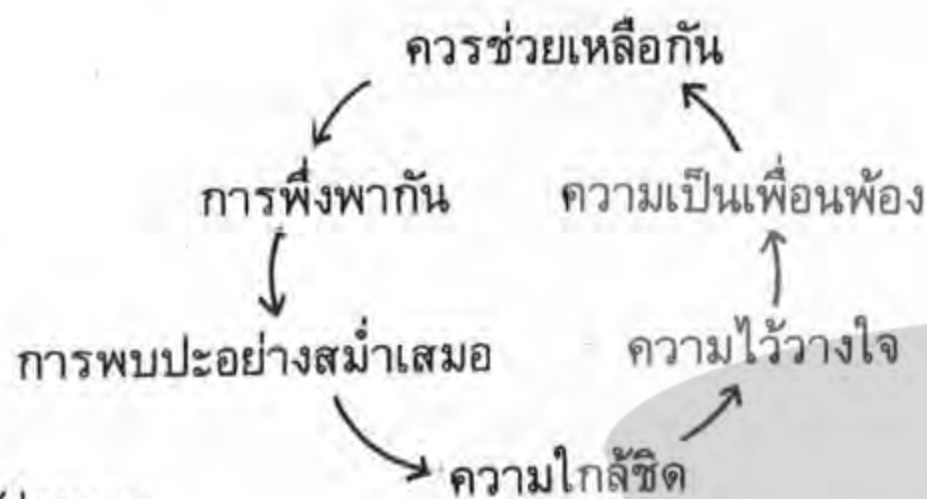 ควรช่วยเหลือกัน
การพึ่งพากัน
ความเป็นเพื่อนพ้อง
การพบปะอย่างสม่ำเสมอ
ความไว้วางใจ
ความใกล้ชิด